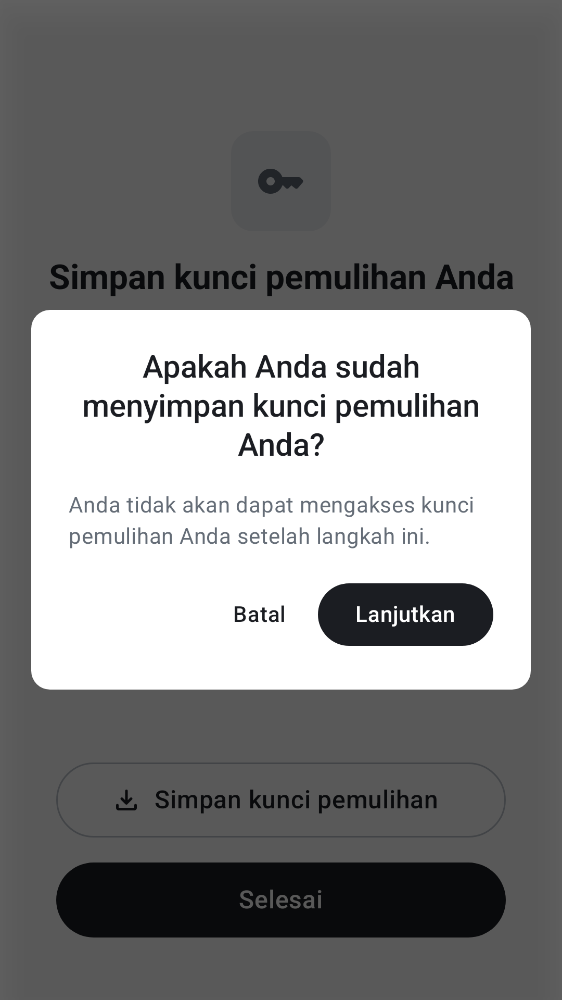 Simpan kunci pemulihan Anda
Apakah Anda sudah
menyimpan kunci pemulihan
Anda?
Anda tidak akan dapat mengakses kunci
pemulihan Anda setelah langkah ini.
Batal
Lanjutkan
Simpan kunci pemulihan
Selesai